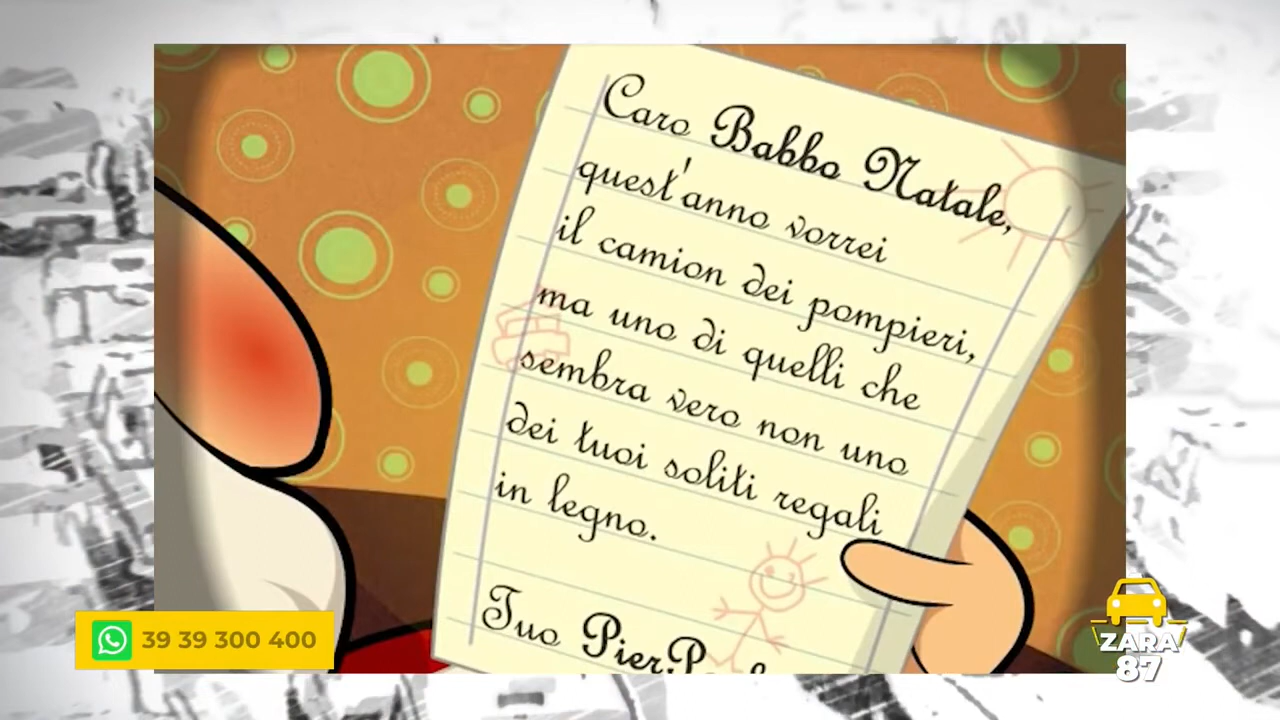 Caro Babbo Natale,
quest'anno vorrei
il camion dei pompieri,
ma uno di quelli che
sembra vero non uno
dei tuoi soliti regali
in legno.
Tuo
39 39 300 400
ZARA
87